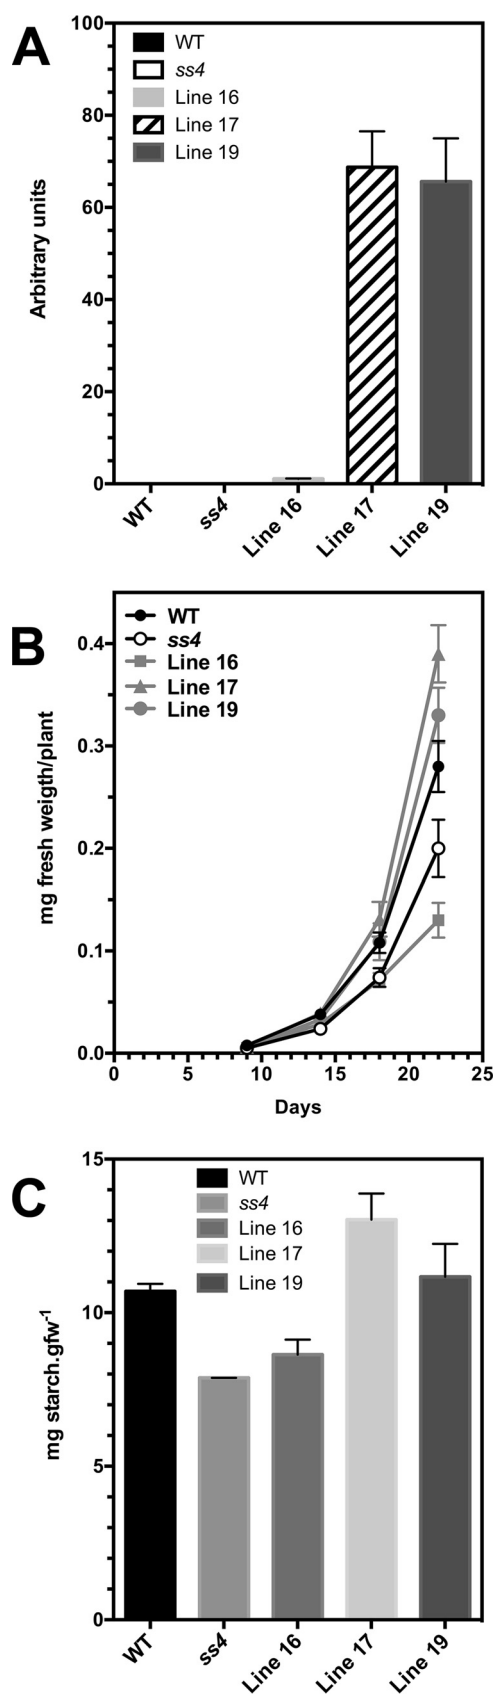 A
100
80
60
40
20
0
Arbitrary units
WT
ss4
Line 16
Line 17
Line 19
WT
ss4
Line 16
Line 17
Line 19
B
0.4
0.3
0.2
0.1
0.0
mg fresh weigth/plant
WT
ss4
Line 16
Line 17
Line 19
0 5 10 15 20 25
Days
C
15
10
5
0
mg starch.gfw-1
WT
ss4
Line 16
Line 17
Line 19
WT
ss4
Line 16
Line 17
Line 19